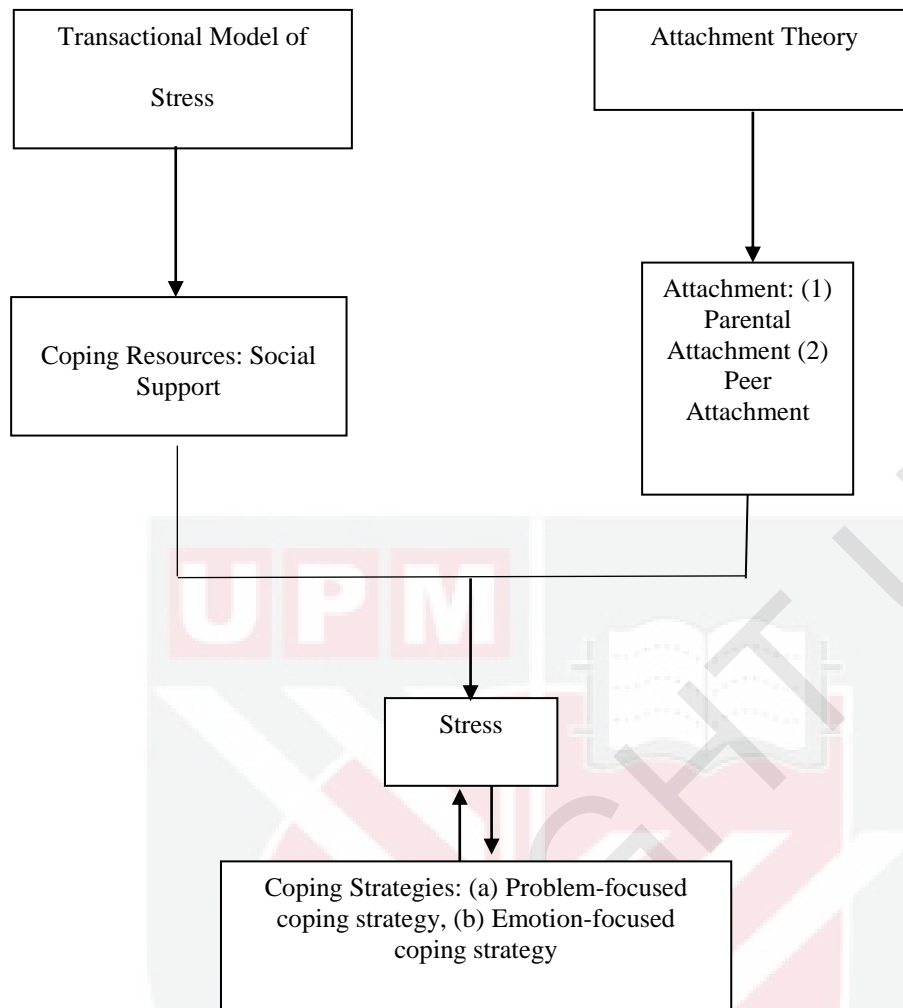 Transactional Model of
Stress
Attachment Theory
Coping Resources: Social
Support
Attachment: (1)
Parental
Attachment (2)
Peer
Attachment
UPM
Stress
Coping Strategies: (a) Problem-focused
coping strategy, (b) Emotion-focused
coping strategy